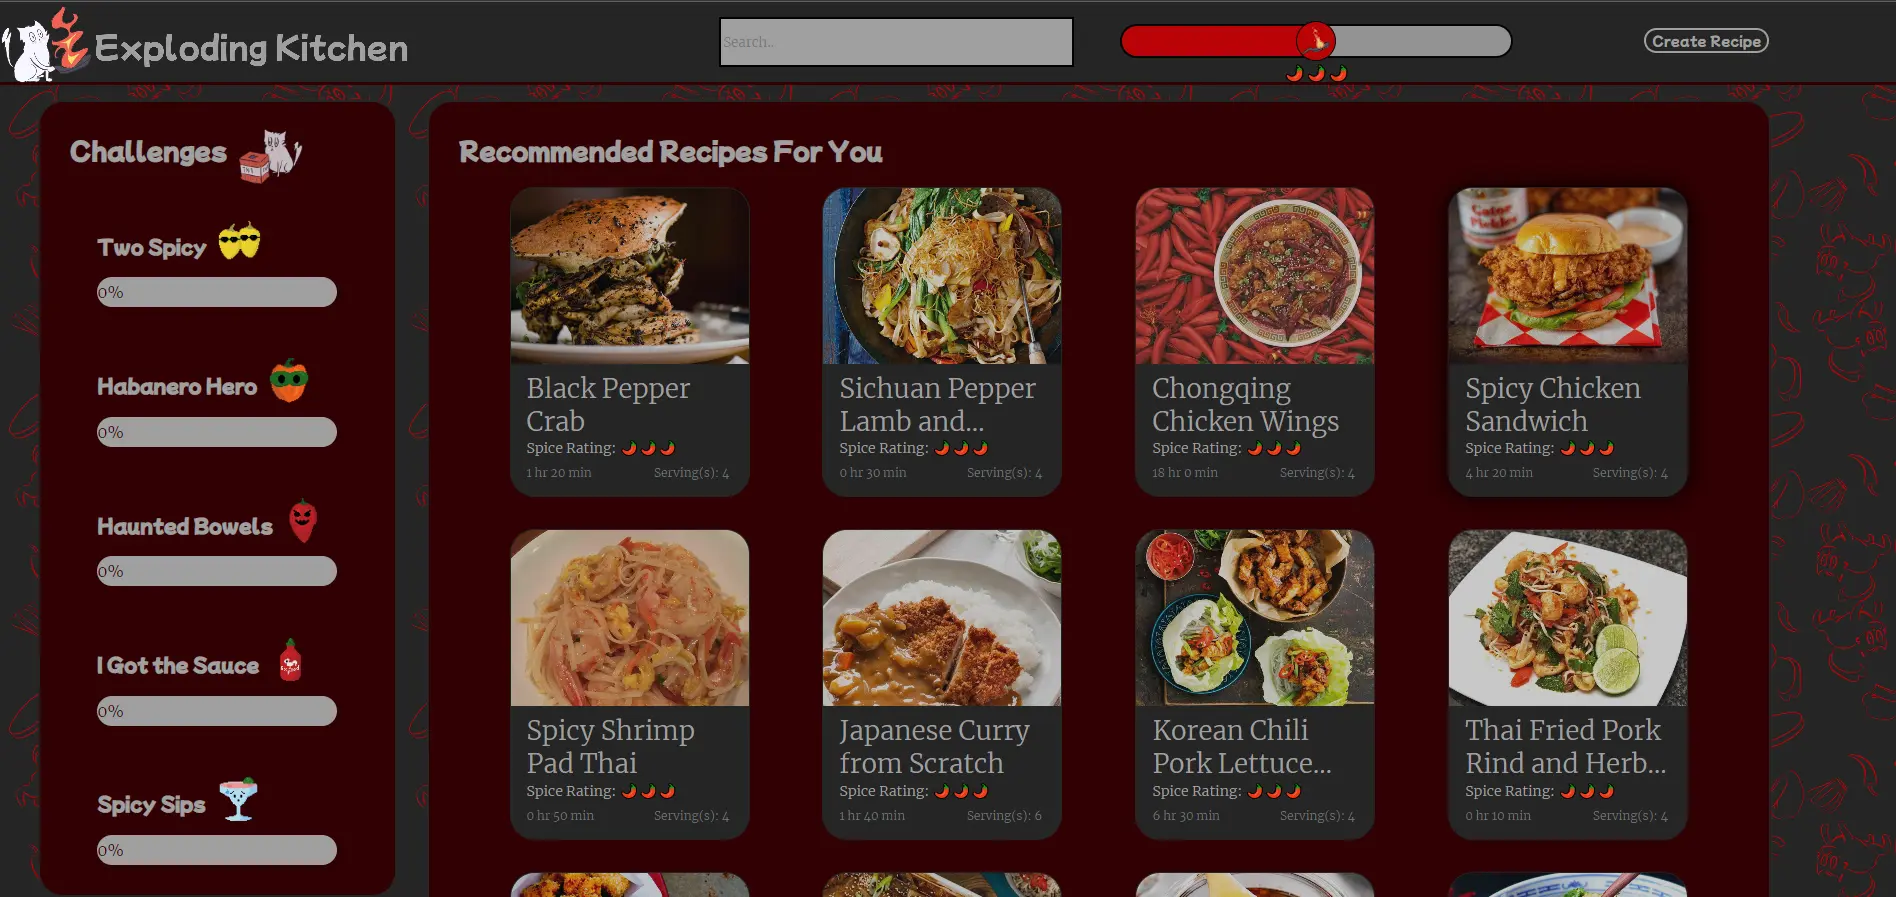 Exploding Kitchen
Search..
Create Recipe
Challenges
Two Spicy
0%
Habanero Hero
0%
Haunted Bowels
0%
I Got the Sauce
0%
Spicy Sips
0%
Recommended Recipes For You
Black Pepper
Crab
Spice Rating:
1 hr 20 min Serving(s): 4
Sichuan Pepper
Lamb and...
Spice Rating:
0 hr 30 min Serving(s): 4
Chongqing
Chicken Wings
Spice Rating:
18 hr 0 min Serving(s): 4
Gator
Pickles
Spicy Chicken
Sandwich
Spice Rating:
4 hr 20 min Serving(s): 4
Spicy Shrimp
Pad Thai
Spice Rating:
0 hr 50 min Serving(s): 4
Japanese Curry
from Scratch
Spice Rating:
1 hr 40 min Serving(s): 6
Korean Chili
Pork Lettuce...
Spice Rating:
6 hr 30 min Serving(s): 4
Thai Fried Pork
Rind and Herb...
Spice Rating:
0 hr 10 min Serving(s): 4